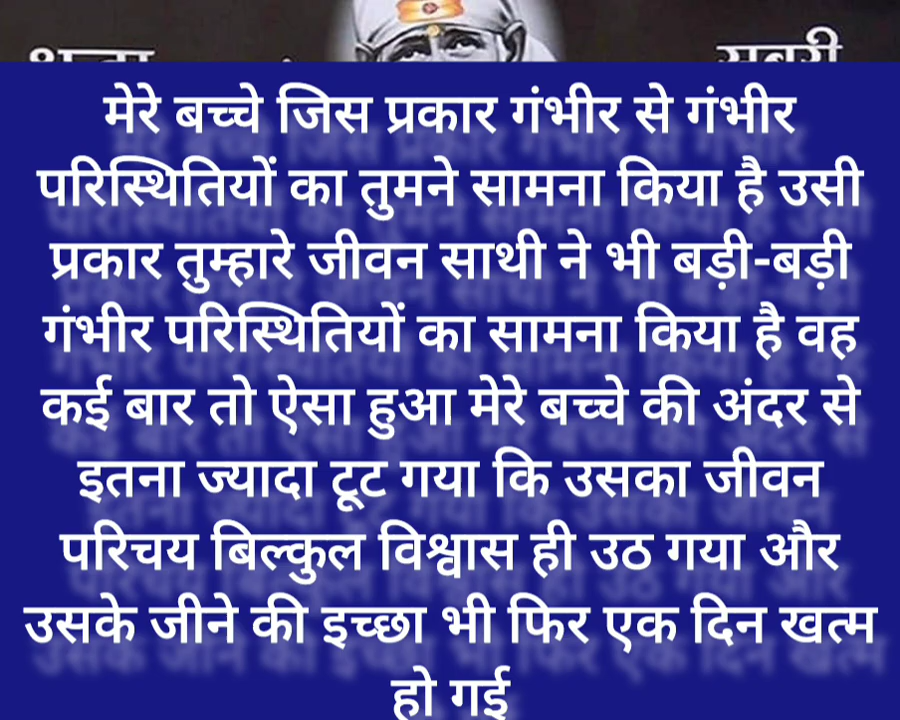 मेरे बच्चे जिस प्रकार गंभीर से गंभीर
परिस्थितियों का तुमने सामना किया है उसी
प्रकार तुम्हारे जीवन साथी ने भी बड़ी-बड़ी
गंभीर परिस्थितियों का सामना किया है वह
कई बार तो ऐसा हुआ मेरे बच्चे की अंदर से
इतना ज्यादा टूट गया कि उसका जीवन
परिचय बिल्कुल विश्वास ही उठ गया और
उसके जीने की इच्छा भी फिर एक दिन खत्म
हो गई